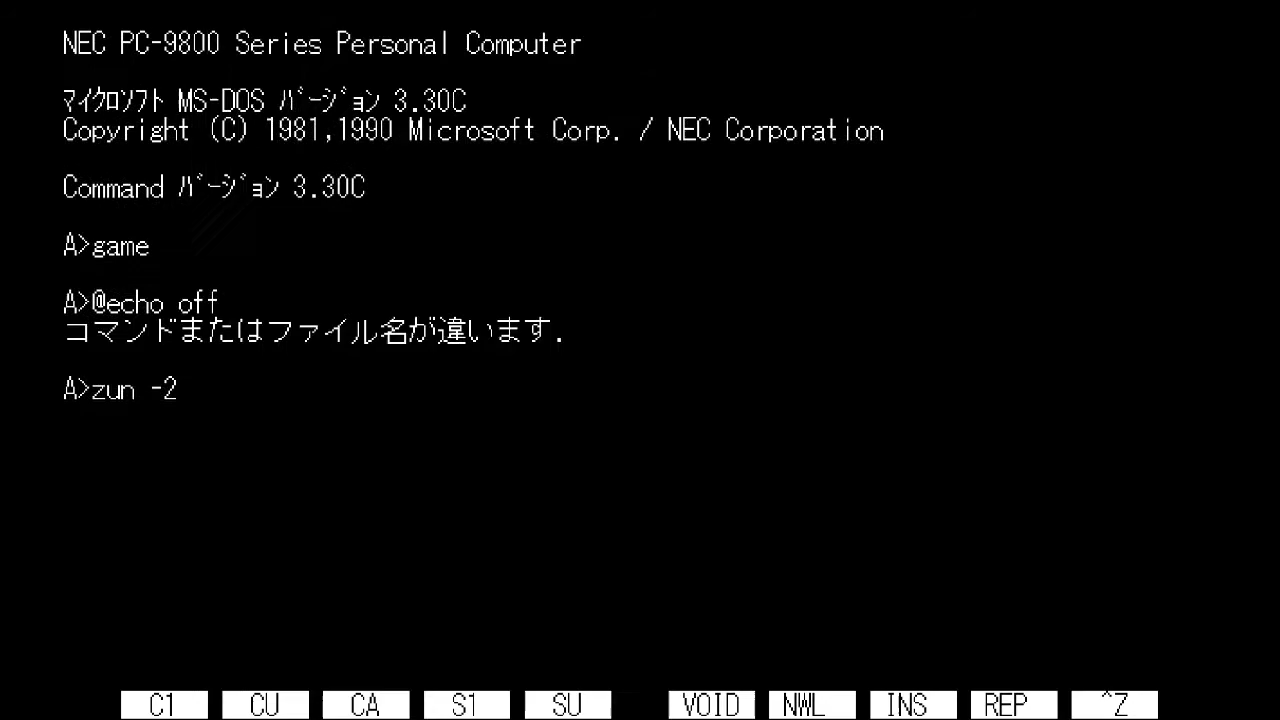 NEC PC-9800 Series Personal Computer
ﾏｲｸﾛｿﾌﾄ MS-DOS ﾊﾞｰｼﾞｮﾝ 3.30C
Copyright (C) 1981,1990 Microsoft Corp. / NEC Corporation
Command ﾊﾞｰｼﾞｮﾝ 3.30C
A>game
A>@echo off
コマンドまたはファイル名が違います.
A>zun -2
C1 CU CA S1 SU VOID NWL INS REP ^Z